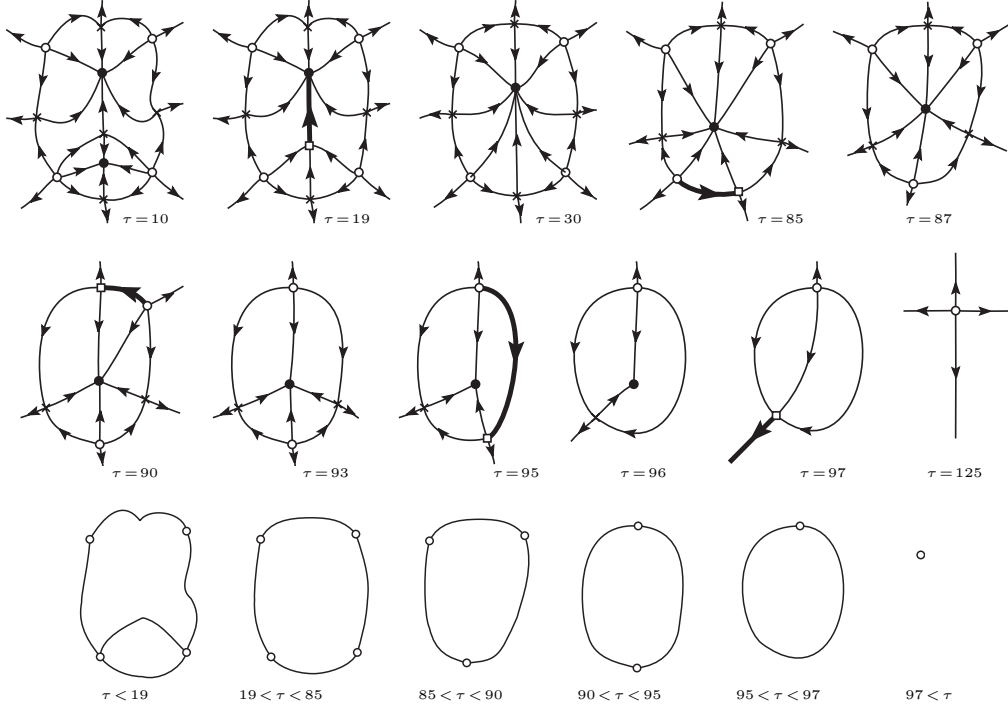 τ = 10 τ = 19 τ = 30 τ = 85 τ = 87
τ = 90 τ = 93 τ = 95 τ = 96 τ = 97 τ = 125
τ < 19 19 < τ < 85 85 < τ < 90 90 < τ < 95 95 < τ < 97 97 < τ